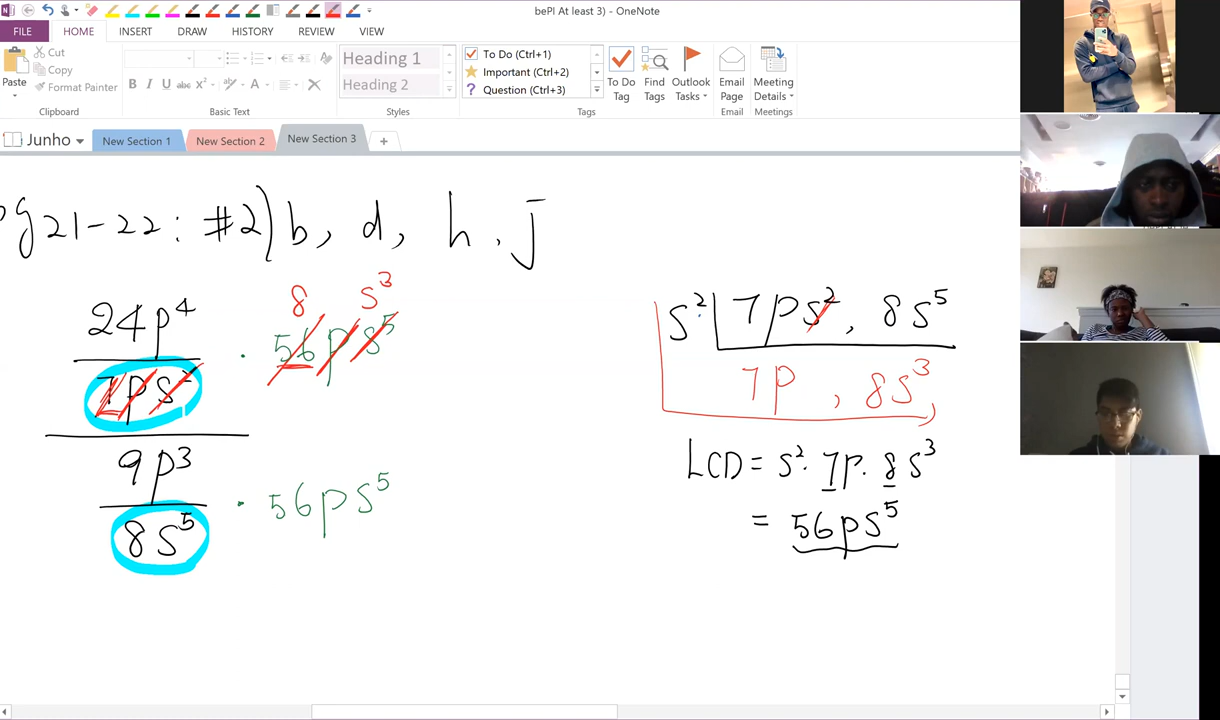 bePI At least 3) - OneNote
FILE HOME INSERT DRAW HISTORY REVIEW VIEW
Paste
Cut
Copy
Format Painter
Clipboard
B I U abc A
Basic Text
Heading 1
Heading 2
Styles
To Do (Ctrl+1)
Important (Ctrl+2)
Question (Ctrl+3)
To Do Tag
Find Tags
Tags
Outlook Tasks
Email Page
Email
Meeting Details
Meetings
Junho New Section 1 New Section 2 New Section 3 +
Pg 21-22: #2) b, d, h, j
8 s³
24p⁴
· 56ps⁵
7ps²
9p³
· 56ps⁵
8s⁵
s² 7ps², 8s⁵
7p, 8s³
LCD = s²·7p·8s³
= 56ps⁵